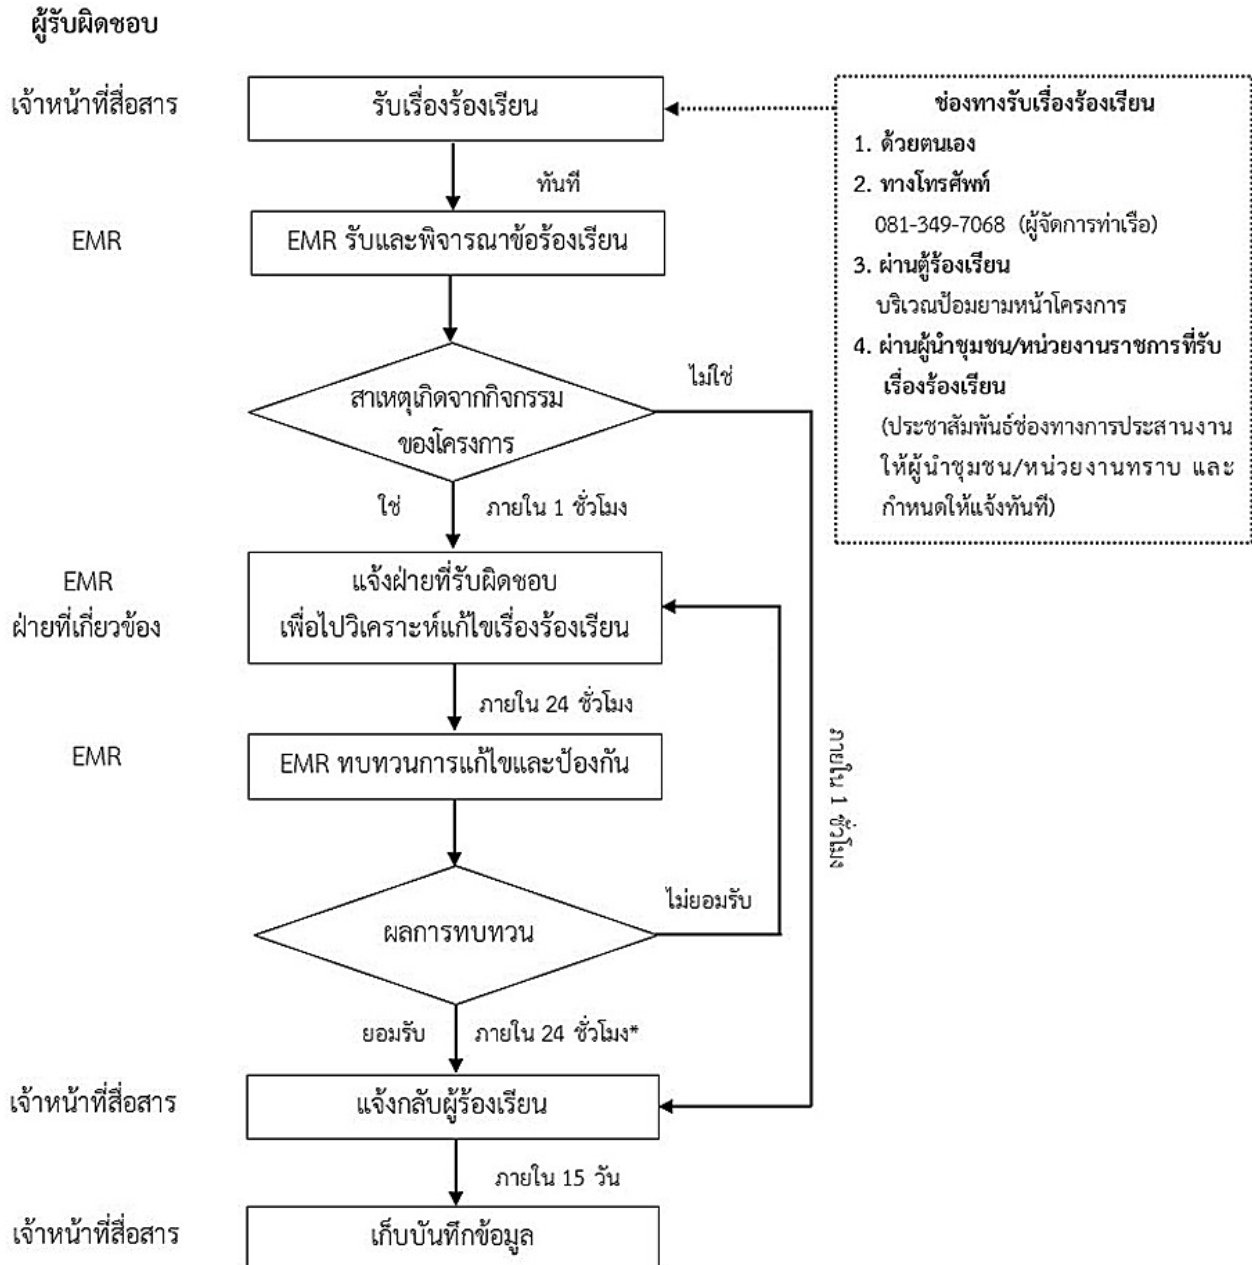 ผู้รับผิดชอบ
เจ้าหน้าที่สื่อสาร
รับเรื่องร้องเรียน
ทันที
EMR
EMR รับและพิจารณาข้อร้องเรียน
สาเหตุเกิดจากกิจกรรม
ของโครงการ
ไม่ใช่
ใช่
ภายใน 1 ชั่วโมง
EMR
ฝ่ายที่เกี่ยวข้อง
แจ้งฝ่ายที่รับผิดชอบ
เพื่อไปวิเคราะห์แก้ไขเรื่องร้องเรียน
ภายใน 24 ชั่วโมง
EMR
EMR ทบทวนการแก้ไขและป้องกัน
ภายใน 1 ชั่วโมง
ผลการทบทวน
ไม่ยอมรับ
ยอมรับ
ภายใน 24 ชั่วโมง*
เจ้าหน้าที่สื่อสาร
แจ้งกลับผู้ร้องเรียน
ภายใน 15 วัน
เจ้าหน้าที่สื่อสาร
เก็บบันทึกข้อมูล
ช่องทางรับเรื่องร้องเรียน
1. ด้วยตนเอง
2. ทางโทรศัพท์
081-349-7068 (ผู้จัดการท่าเรือ)
3. ผ่านตู้ร้องเรียน
บริเวณป้อมยามหน้าโครงการ
4. ผ่านผู้นำชุมชน/หน่วยงานราชการที่รับ
เรื่องร้องเรียน
(ประชาสัมพันธ์ช่องทางการประสานงาน
ให้ผู้นำชุมชน/หน่วยงานทราบ และ
กำหนดให้แจ้งทันที)